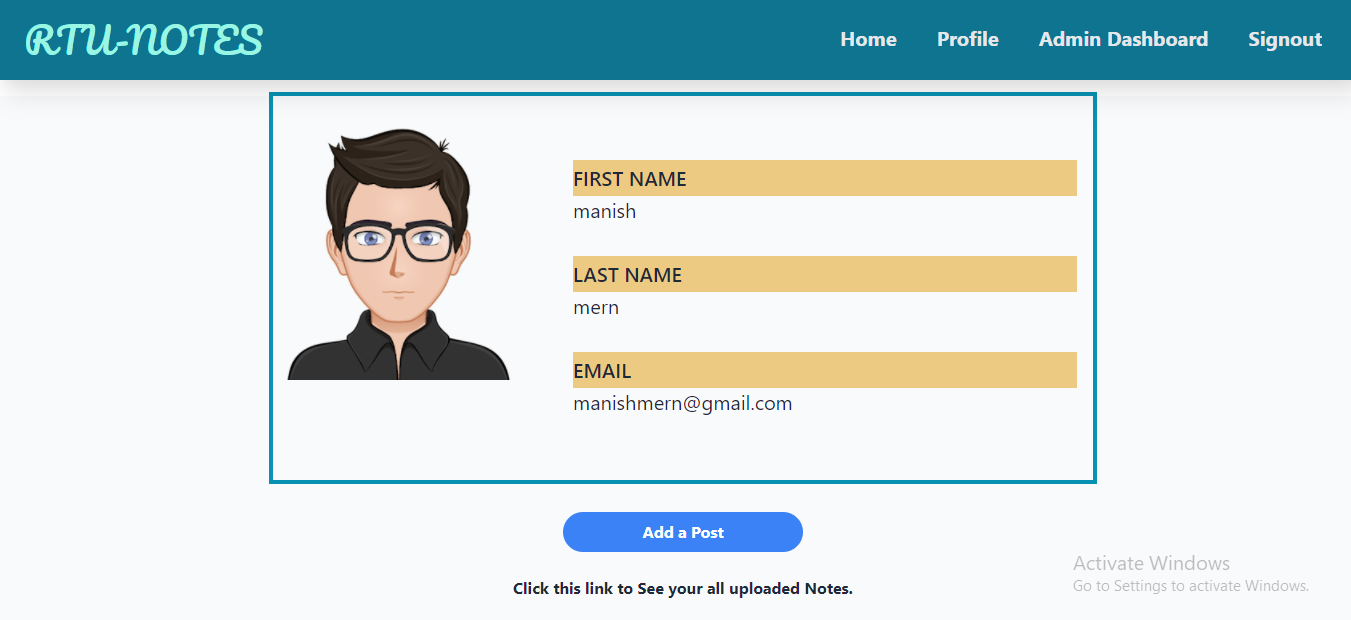 RTU-NOTES
Home Profile Admin Dashboard Signout
FIRST NAME
manish
LAST NAME
mern
EMAIL
manishmern@gmail.com
Add a Post
Click this link to See your all uploaded Notes.
Activate Windows
Go to Settings to activate Windows.